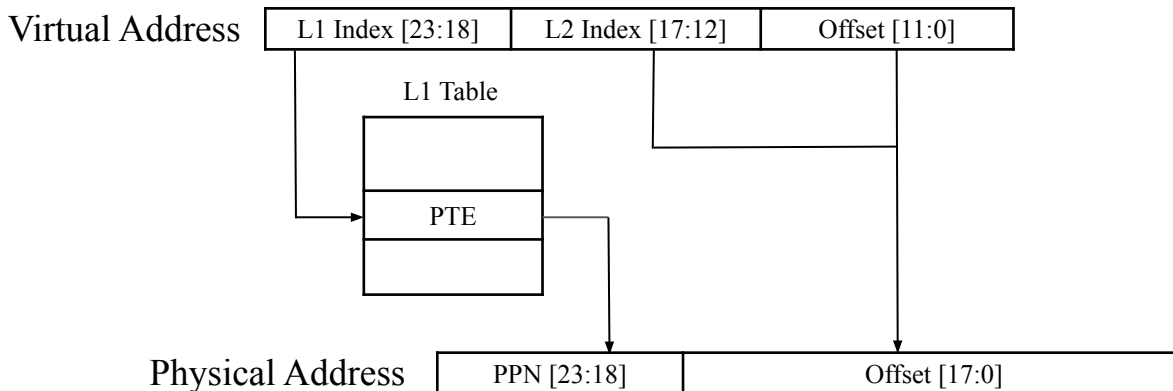 Virtual Address L1 Index [23:18] L2 Index [17:12] Offset [11:0]
L1 Table
PTE
Physical Address PPN [23:18] Offset [17:0]